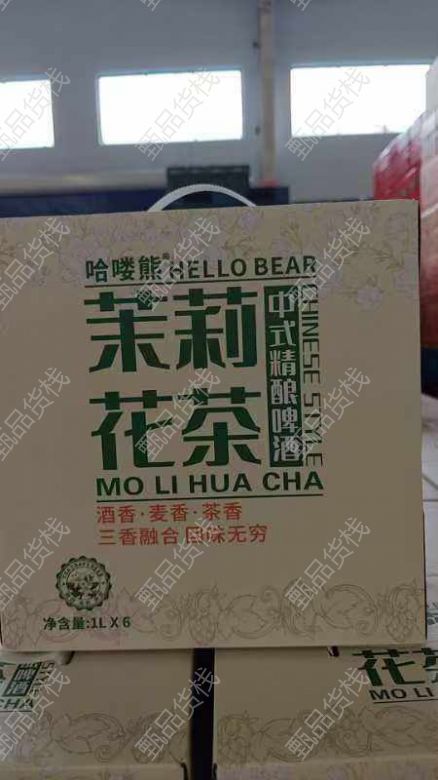 哈喽熊 HELLO BEAR
茉莉
花茶
中式精酿啤酒
CHINESE STYLE
MO LI HUA CHA
酒香·麦香·茶香
三香融合 回味无穷
净含量:1L X 6
花茶
MO LI HUA CHA
甄品货栈